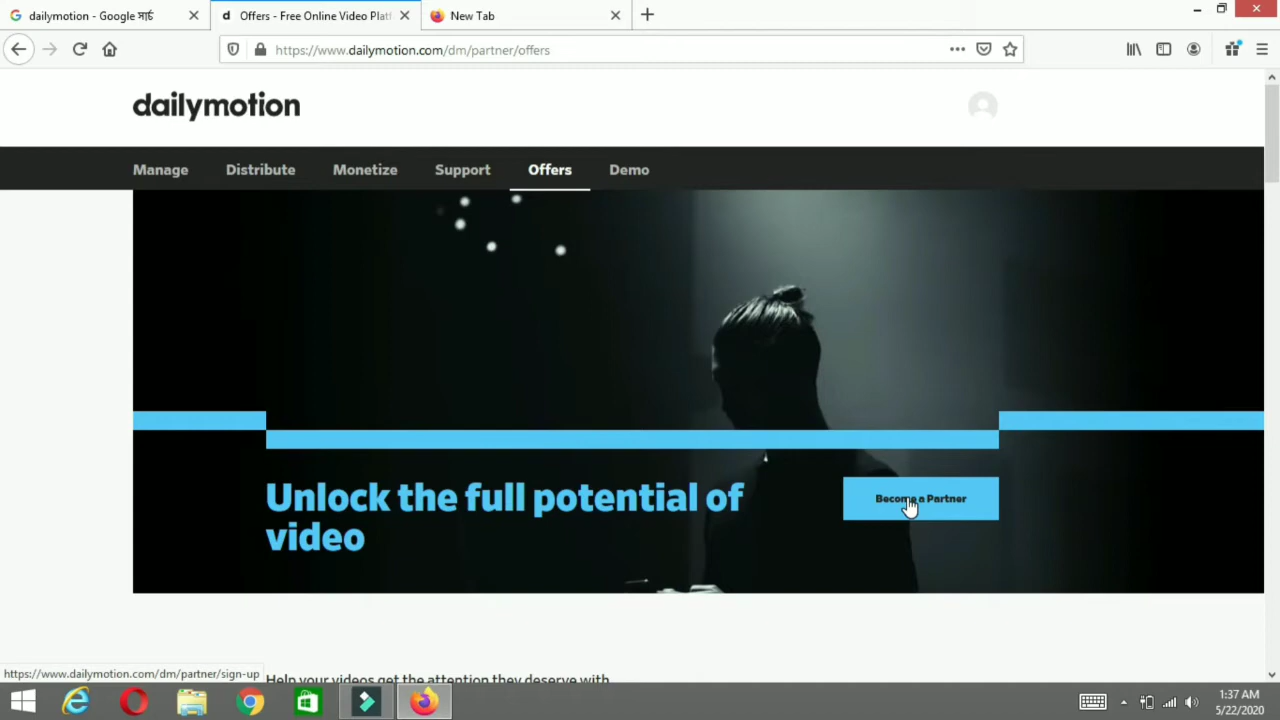 dailymotion - Google সার্চ
Offers - Free Online Video Platf
New Tab
https://www.dailymotion.com/dm/partner/offers
dailymotion
Manage
Distribute
Monetize
Support
Offers
Demo
Unlock the full potential of
video
Become a Partner
Help your videos get the attention they deserve with
https://www.dailymotion.com/dm/partner/sign-up
1:37 AM
5/22/2020